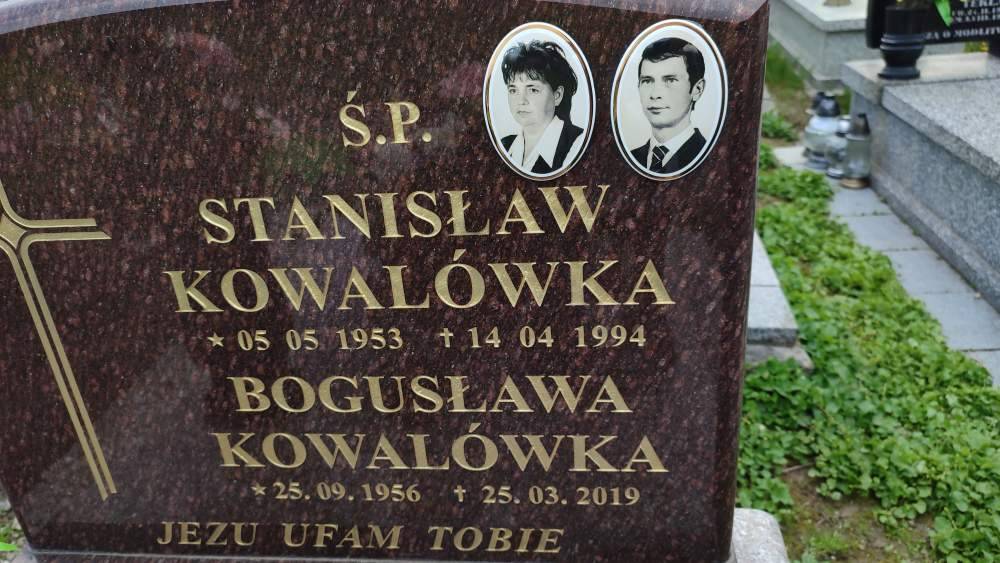 Ś.P.
STANISŁAW
KOWALÓWKA
★ 05 05 1953 ✝ 14 04 1994
BOGUSŁAWA
KOWALÓWKA
★ 25.09.1956 ✝ 25.03.2019
JEZU UFAM TOBIE